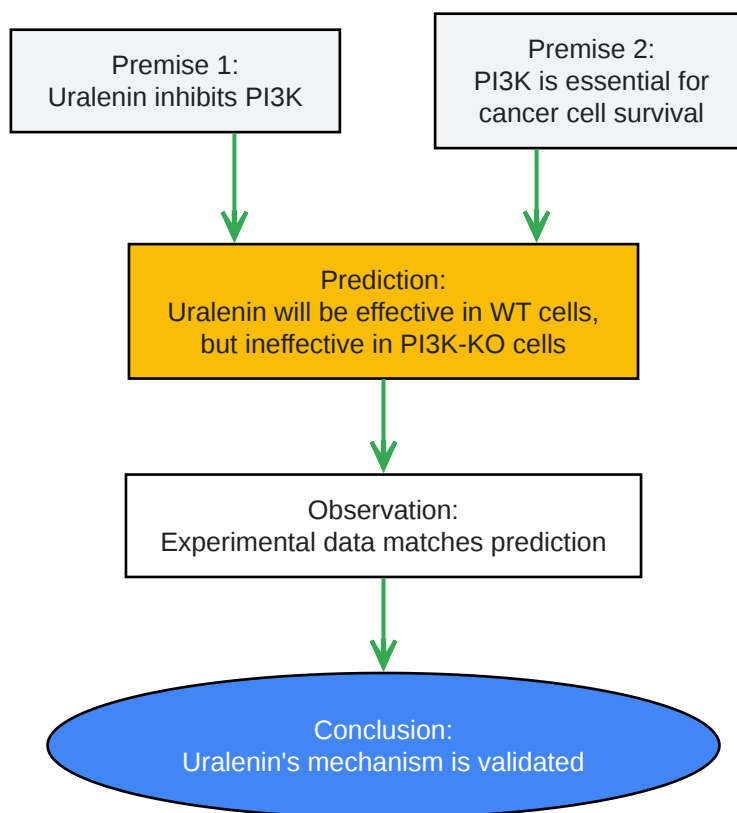 Premise 1:
Uralenin inhibits PI3K
Premise 2:
PI3K is essential for
cancer cell survival
Prediction:
Uralenin will be effective in WT cells,
but ineffective in PI3K-KO cells
Observation:
Experimental data matches prediction
Conclusion:
Uralenin's mechanism is validated